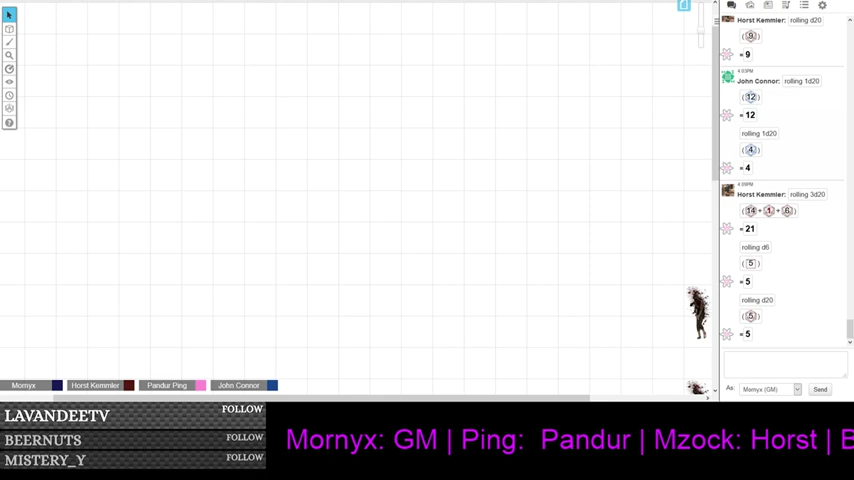 Horst Kemmler: rolling d20
(9)
= 9
4:03PM
John Connor: rolling 1d20
(12)
= 12
rolling 1d20
(4)
= 4
4:09PM
Horst Kemmler: rolling 3d20
(14+1+6)
= 21
rolling d6
(5)
= 5
rolling d20
(5)
= 5
As: Mornyx (GM) Send
Mornyx Horst Kemmler Pandur Ping John Connor
LAVANDEETV FOLLOW
BEERNUTS FOLLOW
MISTERY_Y FOLLOW
Mornyx: GM | Ping: Pandur | Mzock: Horst | B